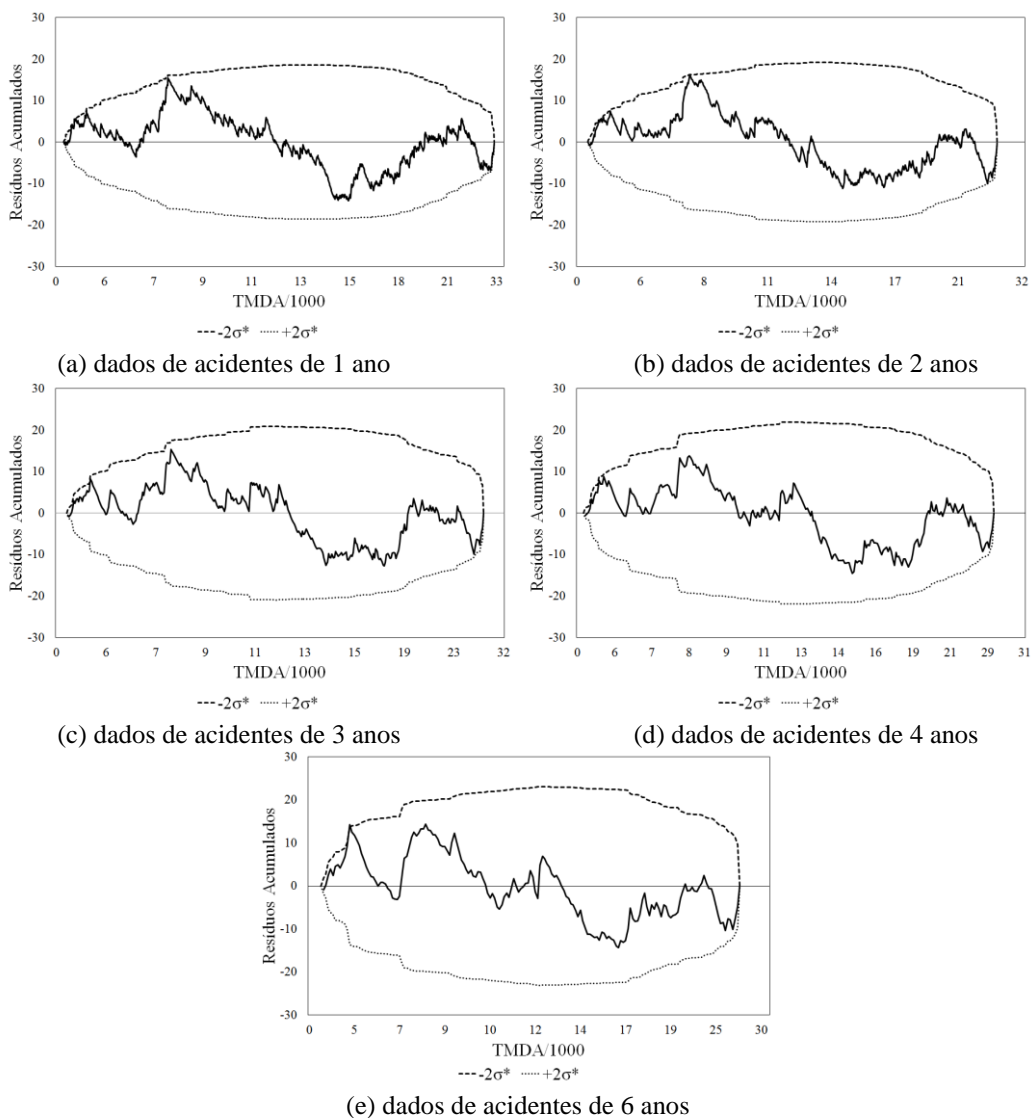 30
20
10
0
-10
-20
-30
Resíduos Acumulados
0 6 7 9 11 13 15 18 21 33
TMDA/1000
-2σ* +2σ*
(a) dados de acidentes de 1 ano
30
20
10
0
-10
-20
-30
Resíduos Acumulados
0 6 8 11 14 17 21 32
TMDA/1000
-2σ* +2σ*
(b) dados de acidentes de 2 anos
30
20
10
0
-10
-20
-30
Resíduos Acumulados
0 6 7 9 11 13 15 19 23 32
TMDA/1000
-2σ* +2σ*
(c) dados de acidentes de 3 anos
30
20
10
0
-10
-20
-30
Resíduos Acumulados
0 6 6 8 9 11 13 14 16 19 21 29 31
TMDA/1000
-2σ* +2σ*
(d) dados de acidentes de 4 anos
30
20
10
0
-10
-20
-30
Resíduos Acumulados
0 5 7 9 10 12 14 17 19 25 30
TMDA/1000
-2σ* +2σ*
(e) dados de acidentes de 6 anos